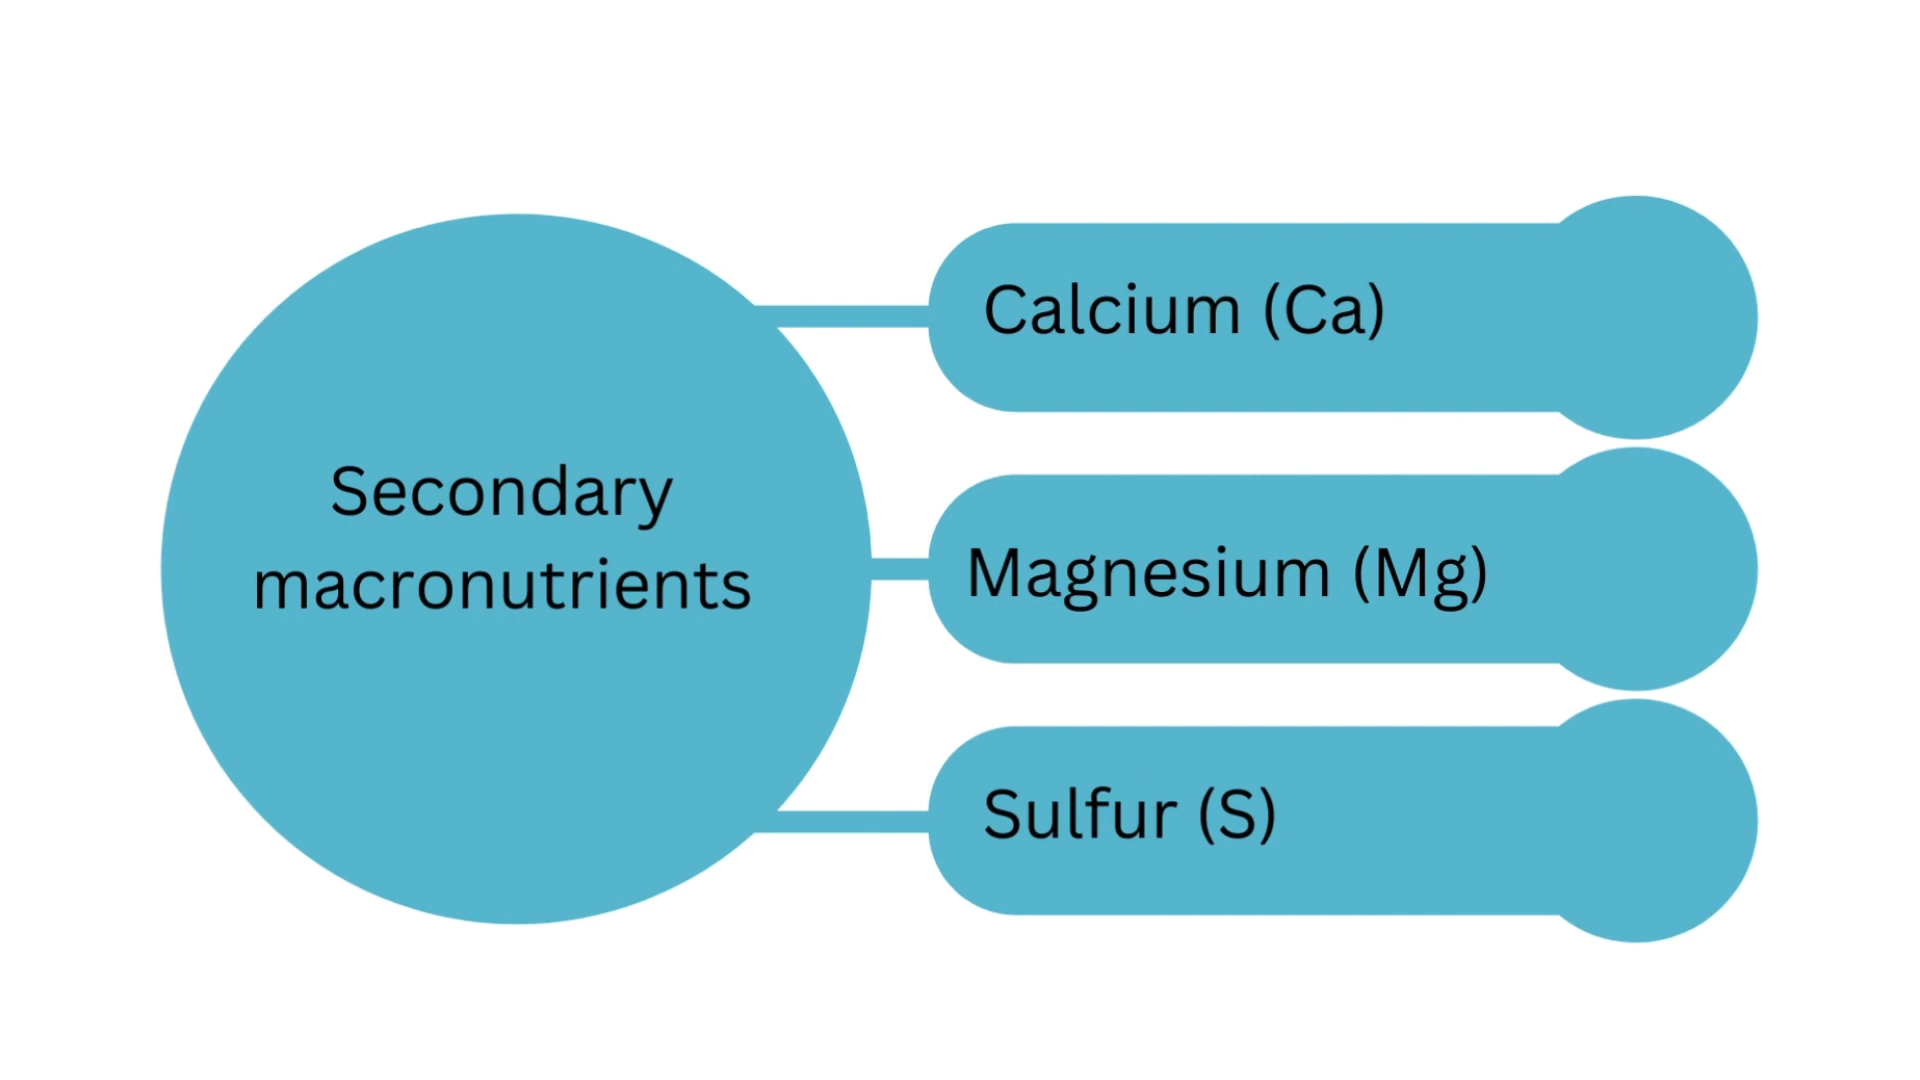 Secondary
macronutrients
Calcium (Ca)
Magnesium (Mg)
Sulfur (S)